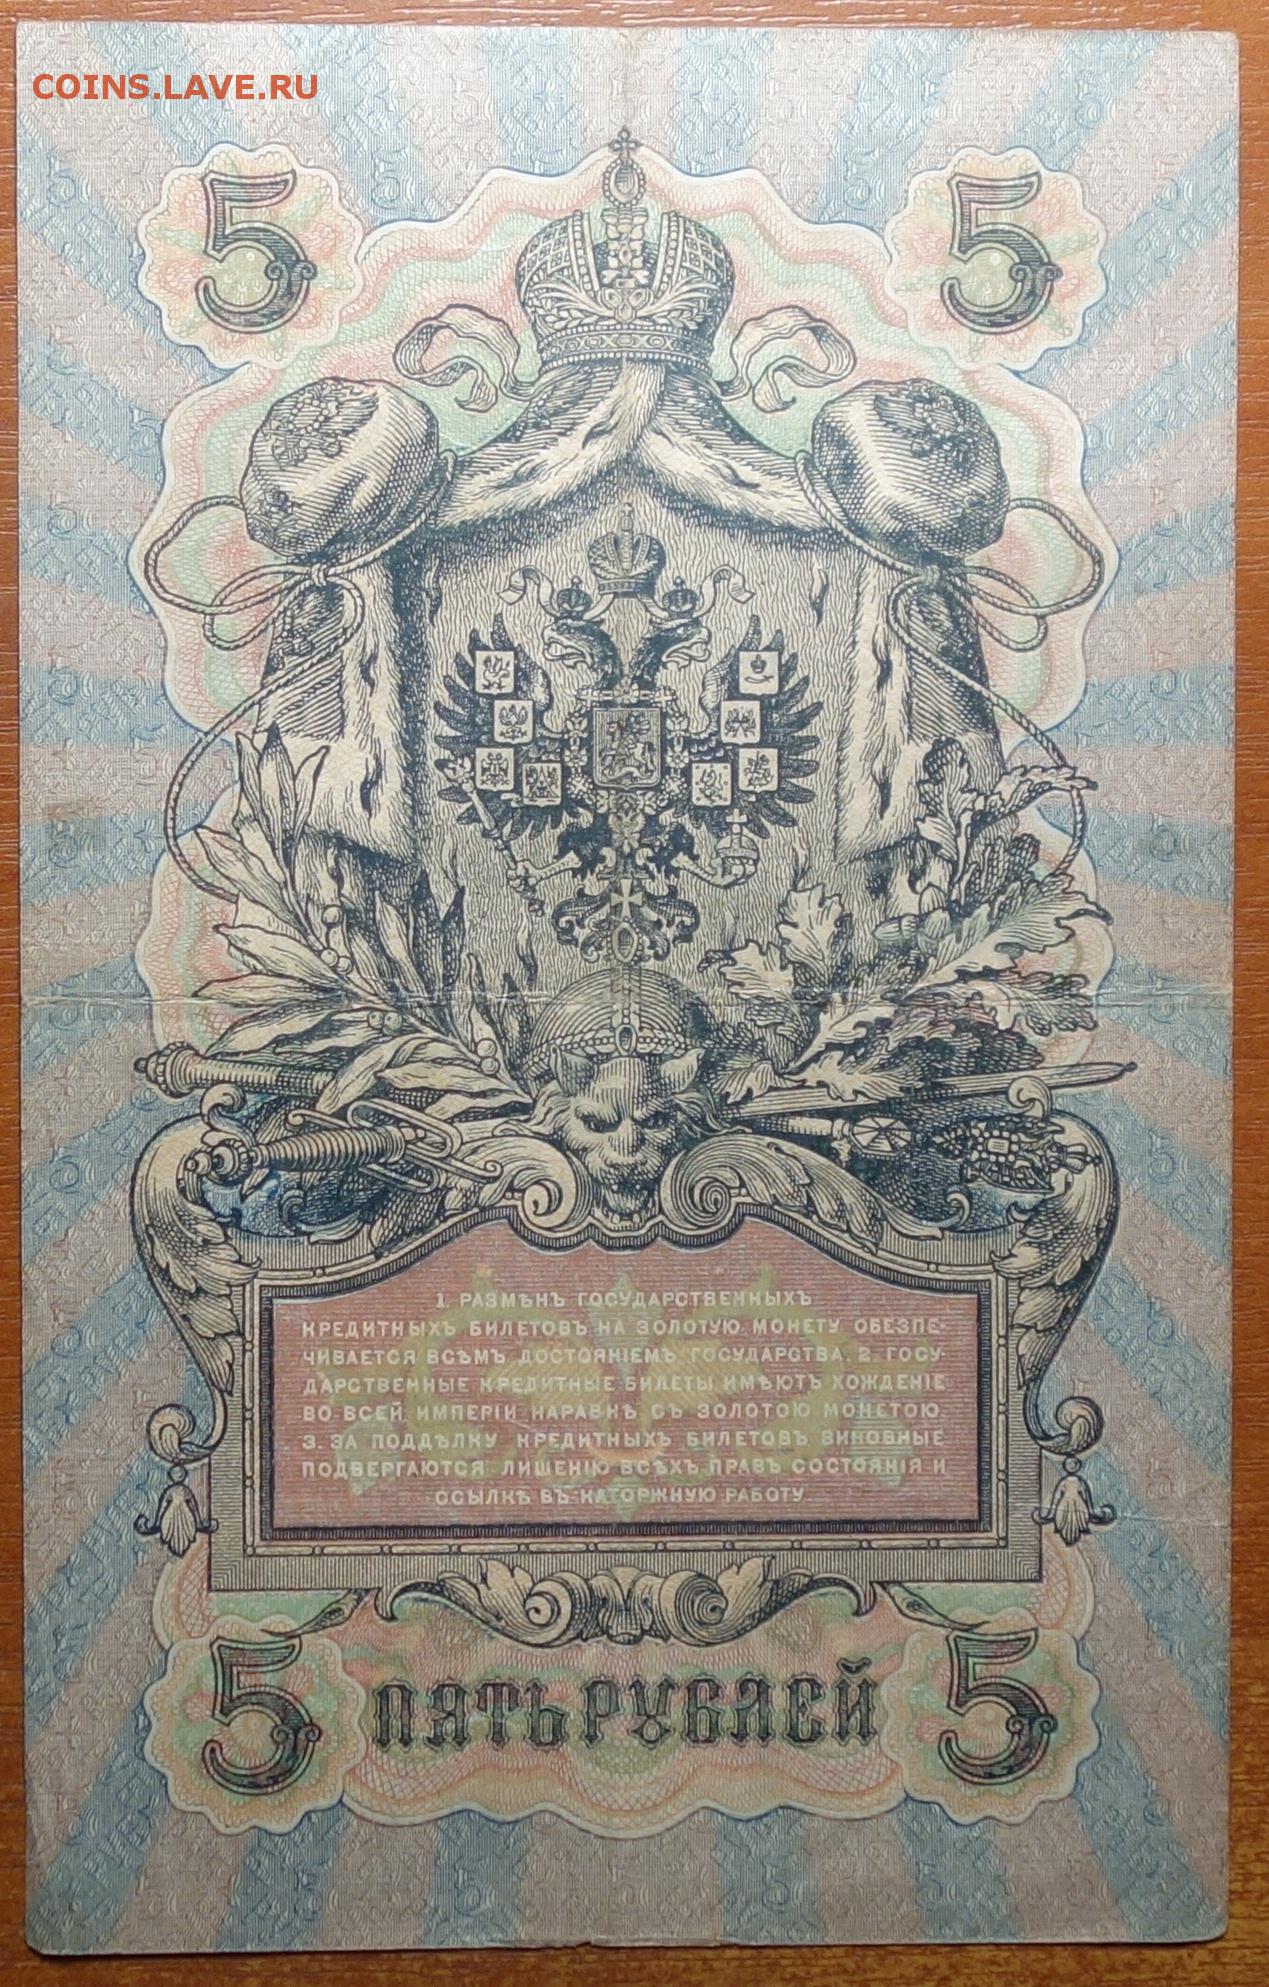 COINS.LAVE.RU
5 5
1. РАЗМѢНЪ ГОСУДАРСТВЕННЫХЪ
КРЕДИТНЫХЪ БИЛЕТОВЪ НА ЗОЛОТУЮ МОНЕТУ ОБЕЗПЕ-
ЧИВАЕТСЯ ВСѢМЪ ДОСТОЯНІЕМЪ ГОСУДАРСТВА. 2. ГОСУ-
ДАРСТВЕННЫЕ КРЕДИТНЫЕ БИЛЕТЫ ИМѢЮТЪ ХОЖДЕНІЕ
ВО ВСЕЙ ИМПЕРІИ НАРАВНѢ СЪ ЗОЛОТОЮ МОНЕТОЮ.
3. ЗА ПОДДѢЛКУ КРЕДИТНЫХЪ БИЛЕТОВЪ ВИНОВНЫЕ
ПОДВЕРГАЮТСЯ ЛИШЕНІЮ ВСѢХЪ ПРАВЪ СОСТОЯНІЯ И
ССЫЛКѢ ВЪ КАТОРЖНУЮ РАБОТУ.
5 ПЯТЬ РУБЛЕЙ 5